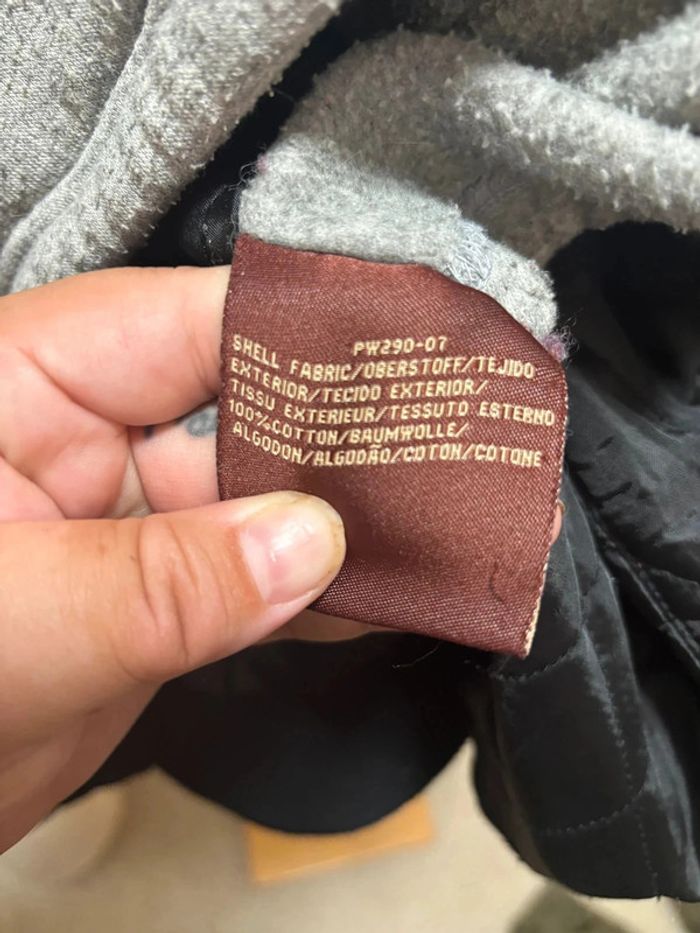 PW290-07
SHELL FABRIC/OBERSTOFF/TEJIDO
EXTERIOR/TECIDO EXTERIOR/
TISSU EXTERIEUR/TESSUTO ESTERNO
100%COTTON/BAUMWOLLE/
ALGODON/ALGODÃO/COTON/COTONE